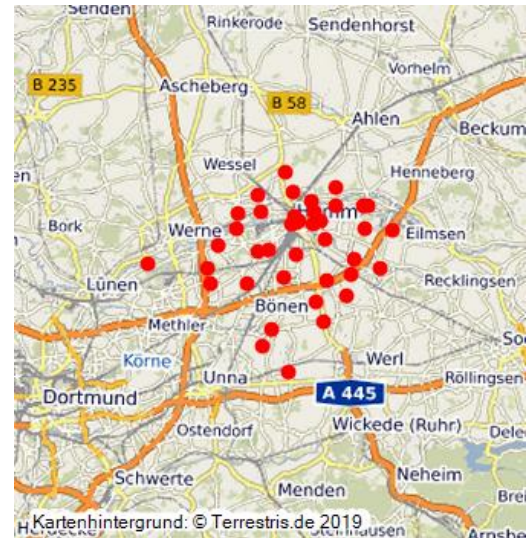 Senden
Rinkerode
Sendenhorst
Vorhelm
B 235
Ascheberg
B 58
Ahlen
Beckum
Wessel
Henneberg
Bork
Werne
Eilmsen
Lünen
Recklingsen
Bönen
Methler
Körne
Werl
Unna
Röllingsen
A 445
Dortmund
Ostendorf
Wickede (Ruhr)
Schwerte
Neheim
Menden
Kartenhintergrund: © Terrestris.de 2019